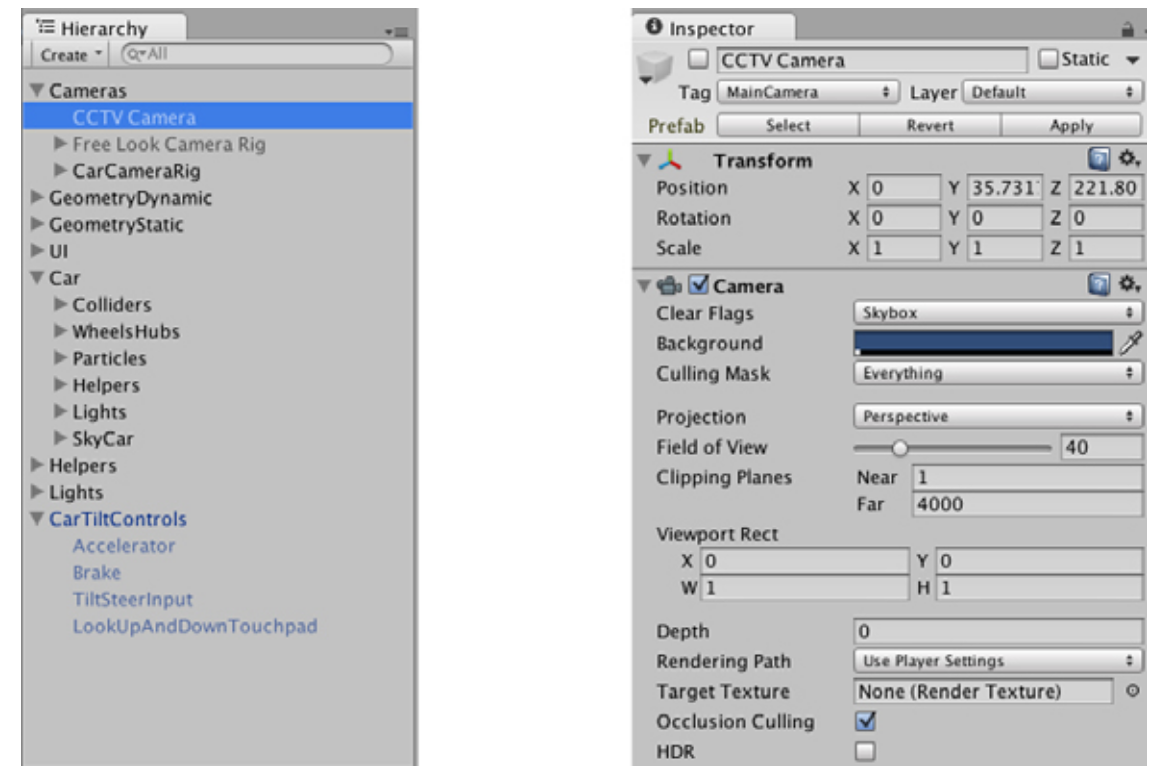 Hierarchy
Create All
Cameras
CCTV Camera
Free Look Camera Rig
CarCameraRig
GeometryDynamic
GeometryStatic
UI
Car
Colliders
WheelsHubs
Particles
Helpers
Lights
SkyCar
Helpers
Lights
CarTiltControls
Accelerator
Brake
TiltSteerInput
LookUpAndDownTouchpad
Inspector
CCTV Camera Static
Tag MainCamera Layer Default
Prefab Select Revert Apply
Transform
Position X 0 Y 35.731 Z 221.80
Rotation X 0 Y 0 Z 0
Scale X 1 Y 1 Z 1
Camera
Clear Flags Skybox
Background
Culling Mask Everything
Projection Perspective
Field of View 40
Clipping Planes Near 1
Far 4000
Viewport Rect
X 0 Y 0
W 1 H 1
Depth 0
Rendering Path Use Player Settings
Target Texture None (Render Texture)
Occlusion Culling
HDR